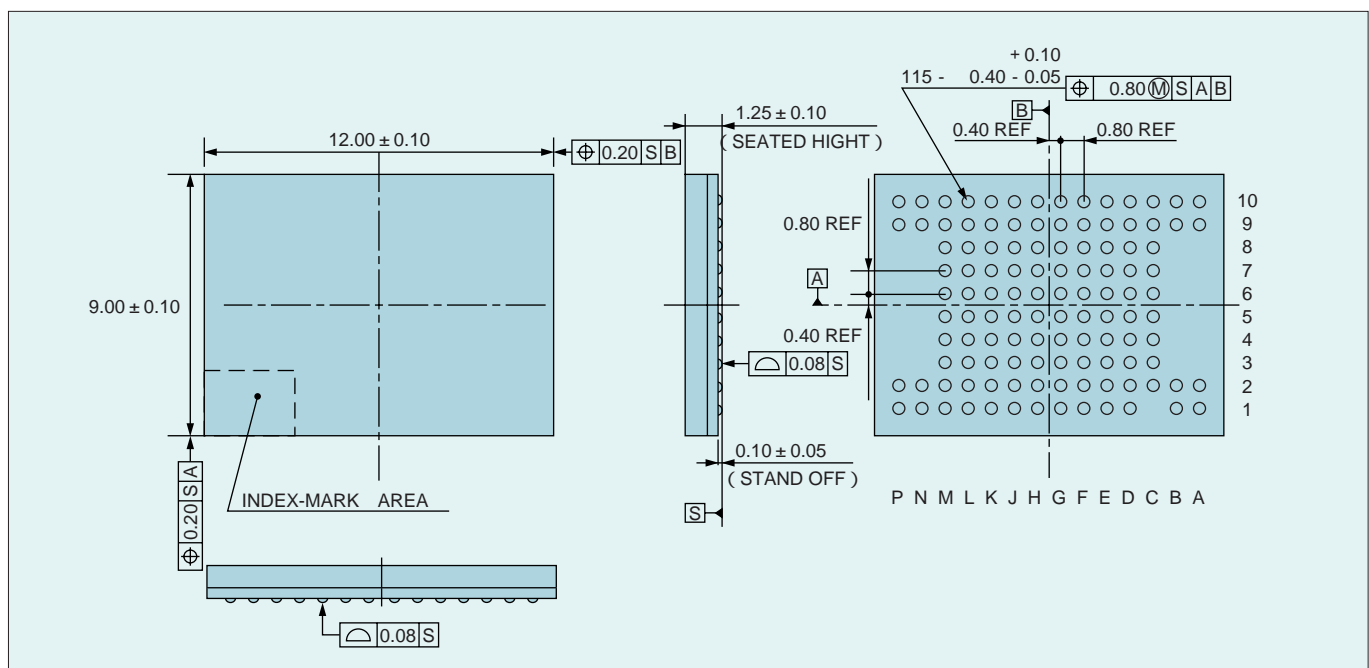 + 0.10
115 - 0.40 - 0.05
⌖ 0.80 Ⓜ S A B
B
1.25 ± 0.10
( SEATED HIGHT )
0.40 REF
0.80 REF
12.00 ± 0.10
⌖ 0.20 S B
0.80 REF
A
9.00 ± 0.10
0.40 REF
⌓ 0.08 S
10
9
8
7
6
5
4
3
2
1
0.10 ± 0.05
( STAND OFF )
⌖ 0.20 S A
INDEX-MARK AREA
S
P N M L K J H G F E D C B A
⌓ 0.08 S